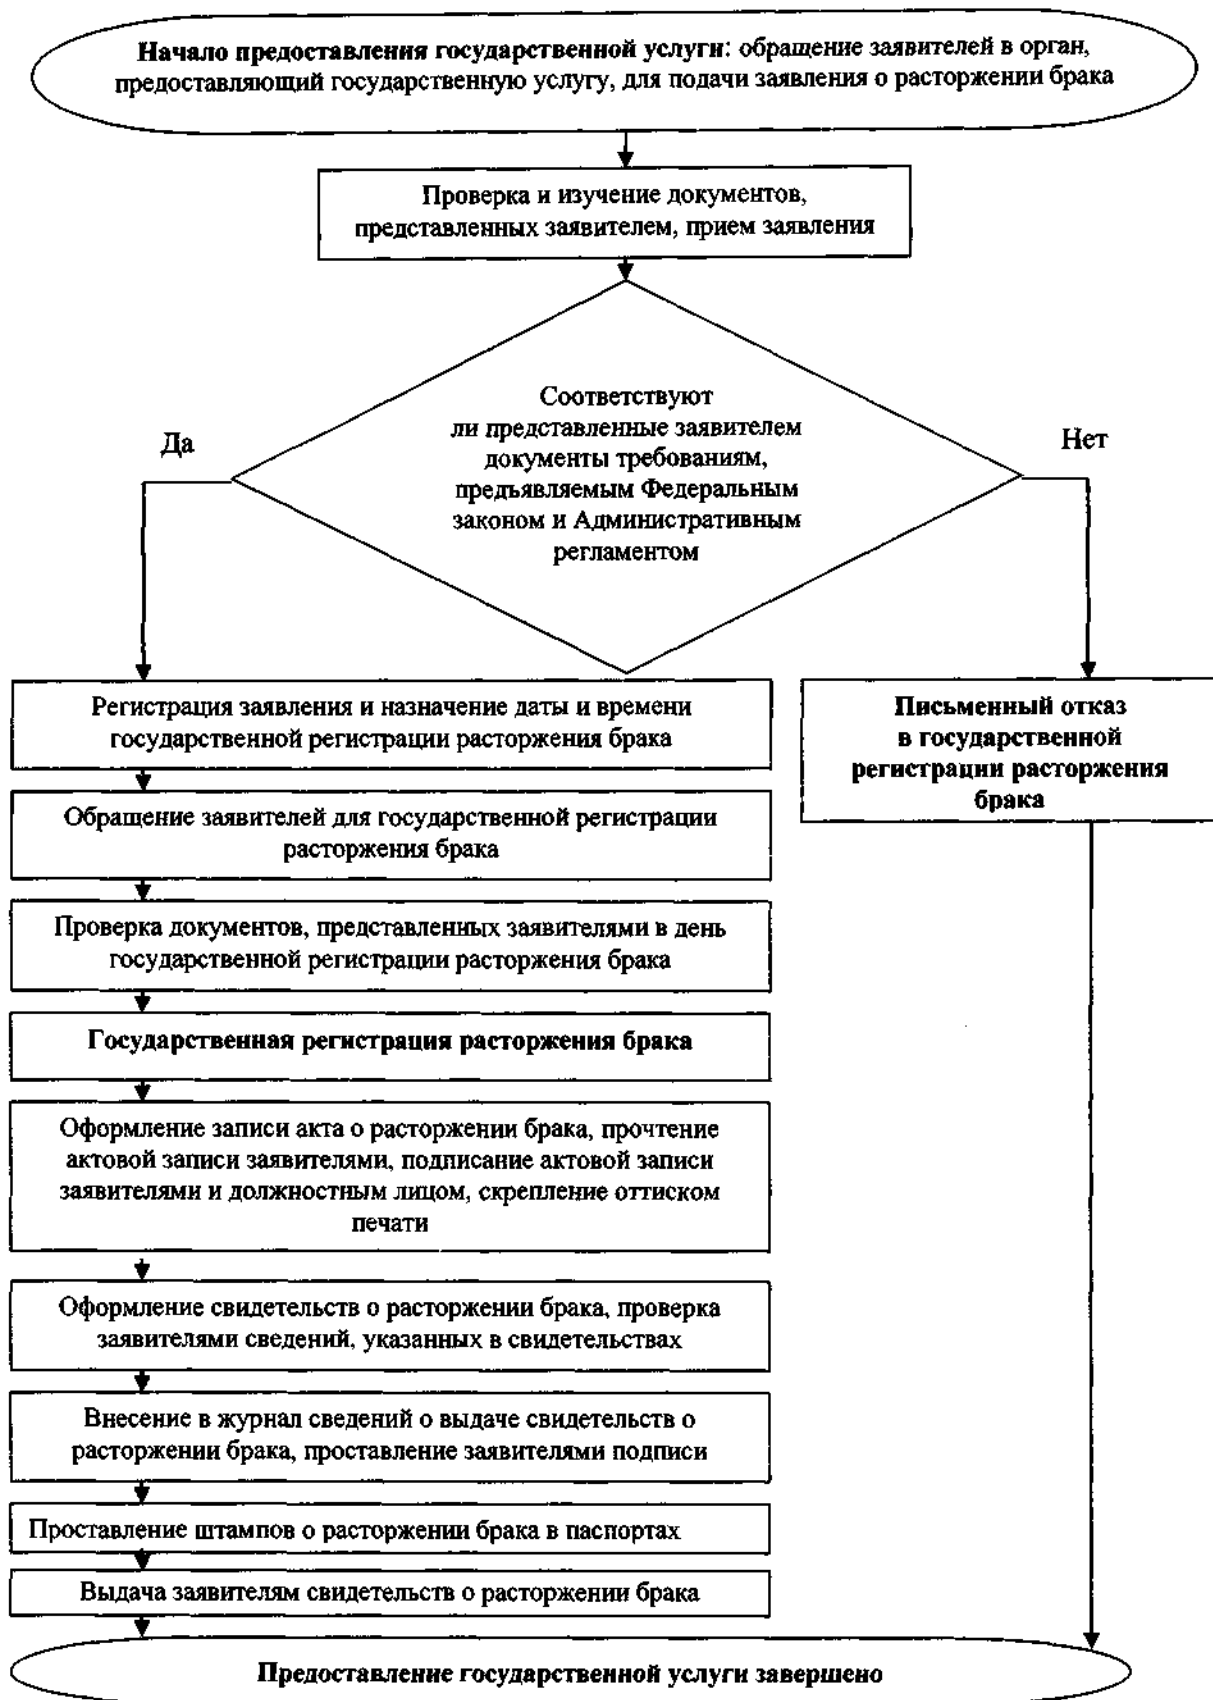 Начало предоставления государственной услуги: обращение заявителей в орган,
предоставляющий государственную услугу, для подачи заявления о расторжении брака
Проверка и изучение документов,
представленных заявителем, прием заявления
Соответствуют
ли представленные заявителем
документы требованиям,
предъявляемым Федеральным
законом и Административным
регламентом
Да
Нет
Регистрация заявления и назначение даты и времени
государственной регистрации расторжения брака
Письменный отказ
в государственной
регистрации расторжения
брака
Обращение заявителей для государственной регистрации
расторжения брака
Проверка документов, представленных заявителями в день
государственной регистрации расторжения брака
Государственная регистрация расторжения брака
Оформление записи акта о расторжении брака, прочтение
актовой записи заявителями, подписание актовой записи
заявителями и должностным лицом, скрепление оттиском
печати
Оформление свидетельств о расторжении брака, проверка
заявителями сведений, указанных в свидетельствах
Внесение в журнал сведений о выдаче свидетельств о
расторжении брака, проставление заявителями подписи
Проставление штампов о расторжении брака в паспортах
Выдача заявителям свидетельств о расторжении брака
Предоставление государственной услуги завершено